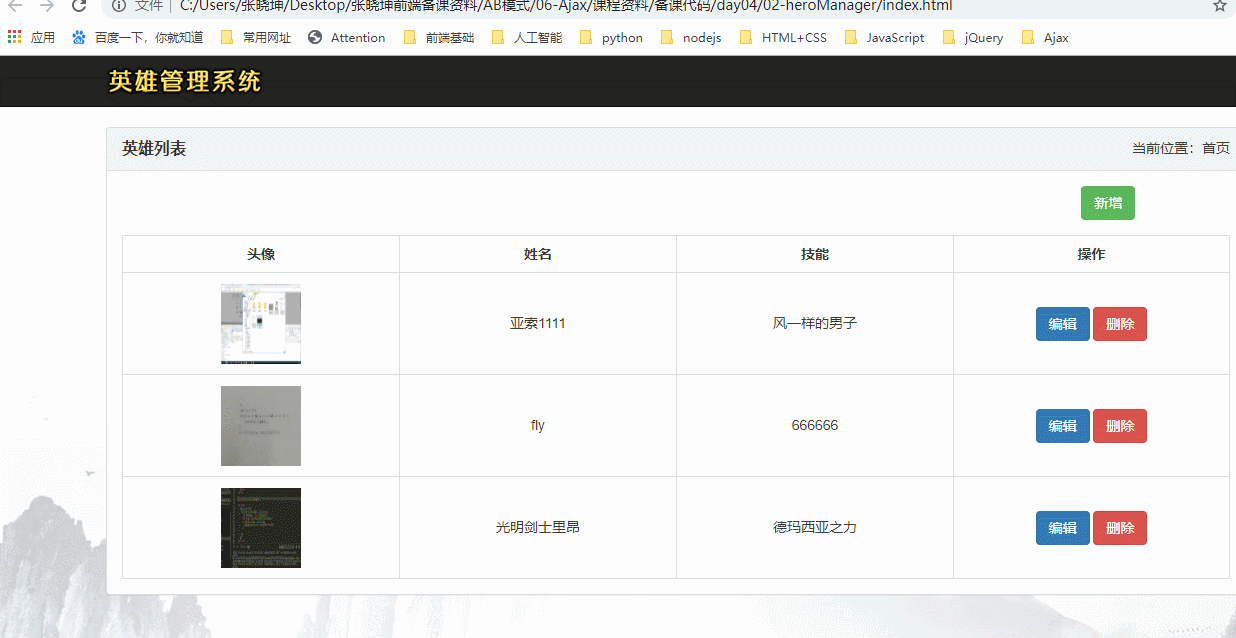 文件 | C:/Users/张晓坤/Desktop/张晓坤前端备课资料/AB模式/06-Ajax/课程资料/备课代码/day04/02-heroManager/index.html
应用 百度一下，你就知道 常用网址 Attention 前端基础 人工智能 python nodejs HTML+CSS JavaScript jQuery Ajax
英雄管理系统
英雄列表 当前位置：首页
新增
头像 姓名 技能 操作
亚索1111 风一样的男子 编辑 删除
fly 666666 编辑 删除
光明剑士里昂 德玛西亚之力 编辑 删除